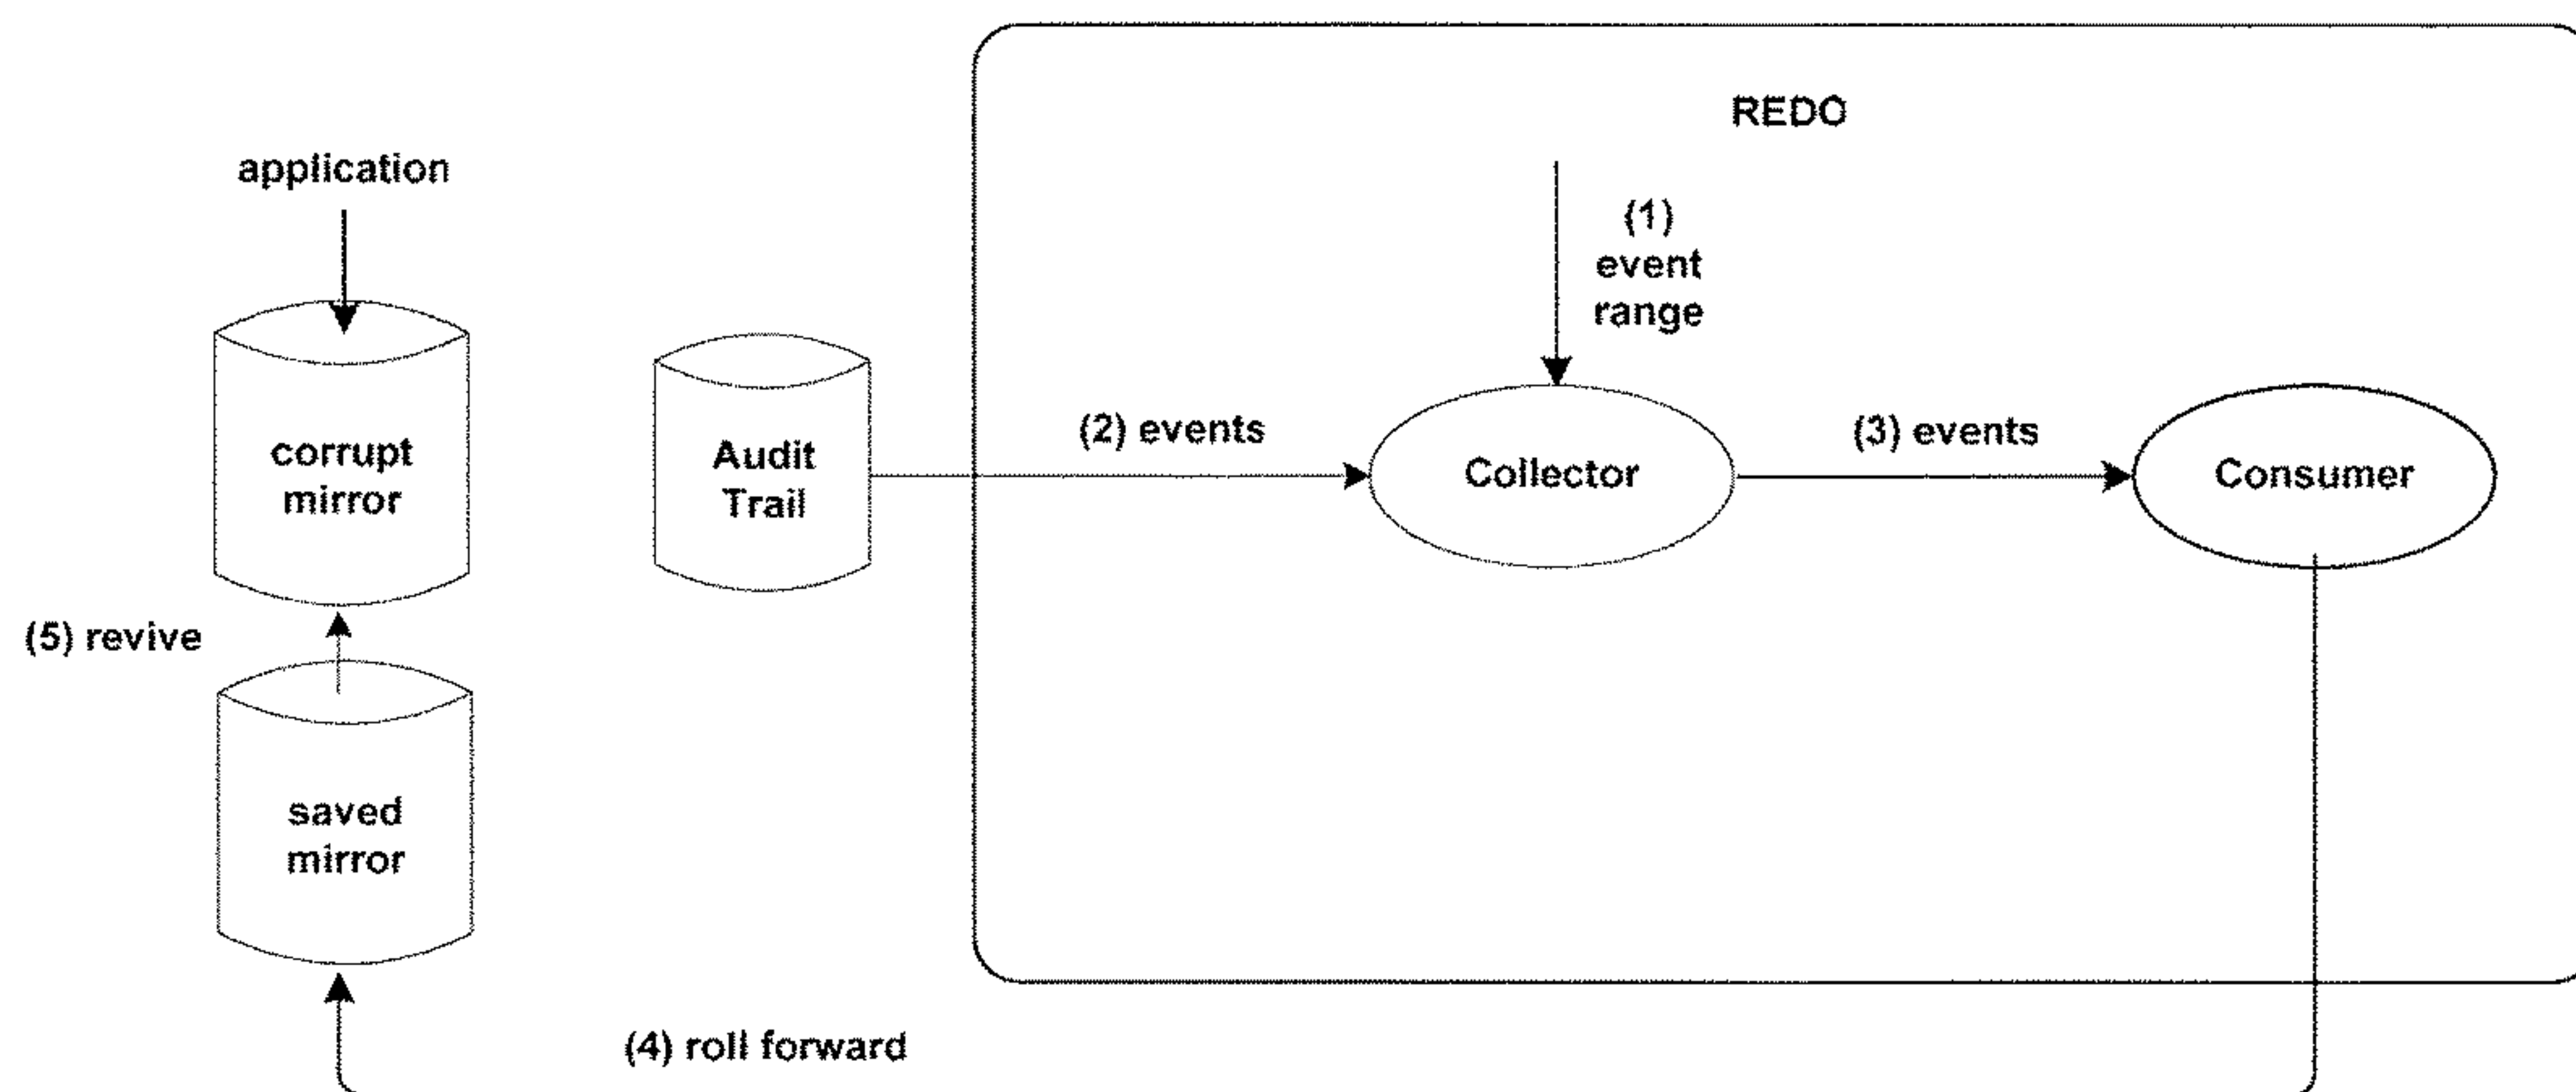 REDO
application
(1)
event
range
(2) events
(3) events
corrupt
mirror
Audit
Trail
Collector
Consumer
(5) revive
saved
mirror
(4) roll forward